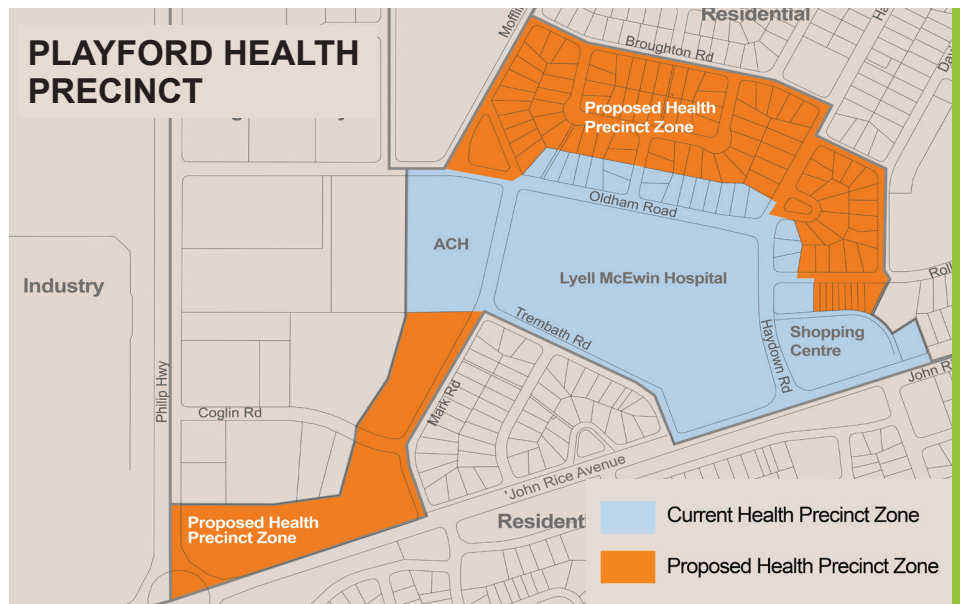 PLAYFORD HEALTH
PRECINCT
Residential
Broughton Rd
Proposed Health
Precinct Zone
Oldham Road
ACH
Lyell McEwin Hospital
Industry
Trembath Rd
Haydown Rd
Shopping
Centre
Philip Hwy
Mark Rd
Coglin Rd
John Rice Avenue
Proposed Health
Precinct Zone
Current Health Precinct Zone
Proposed Health Precinct Zone